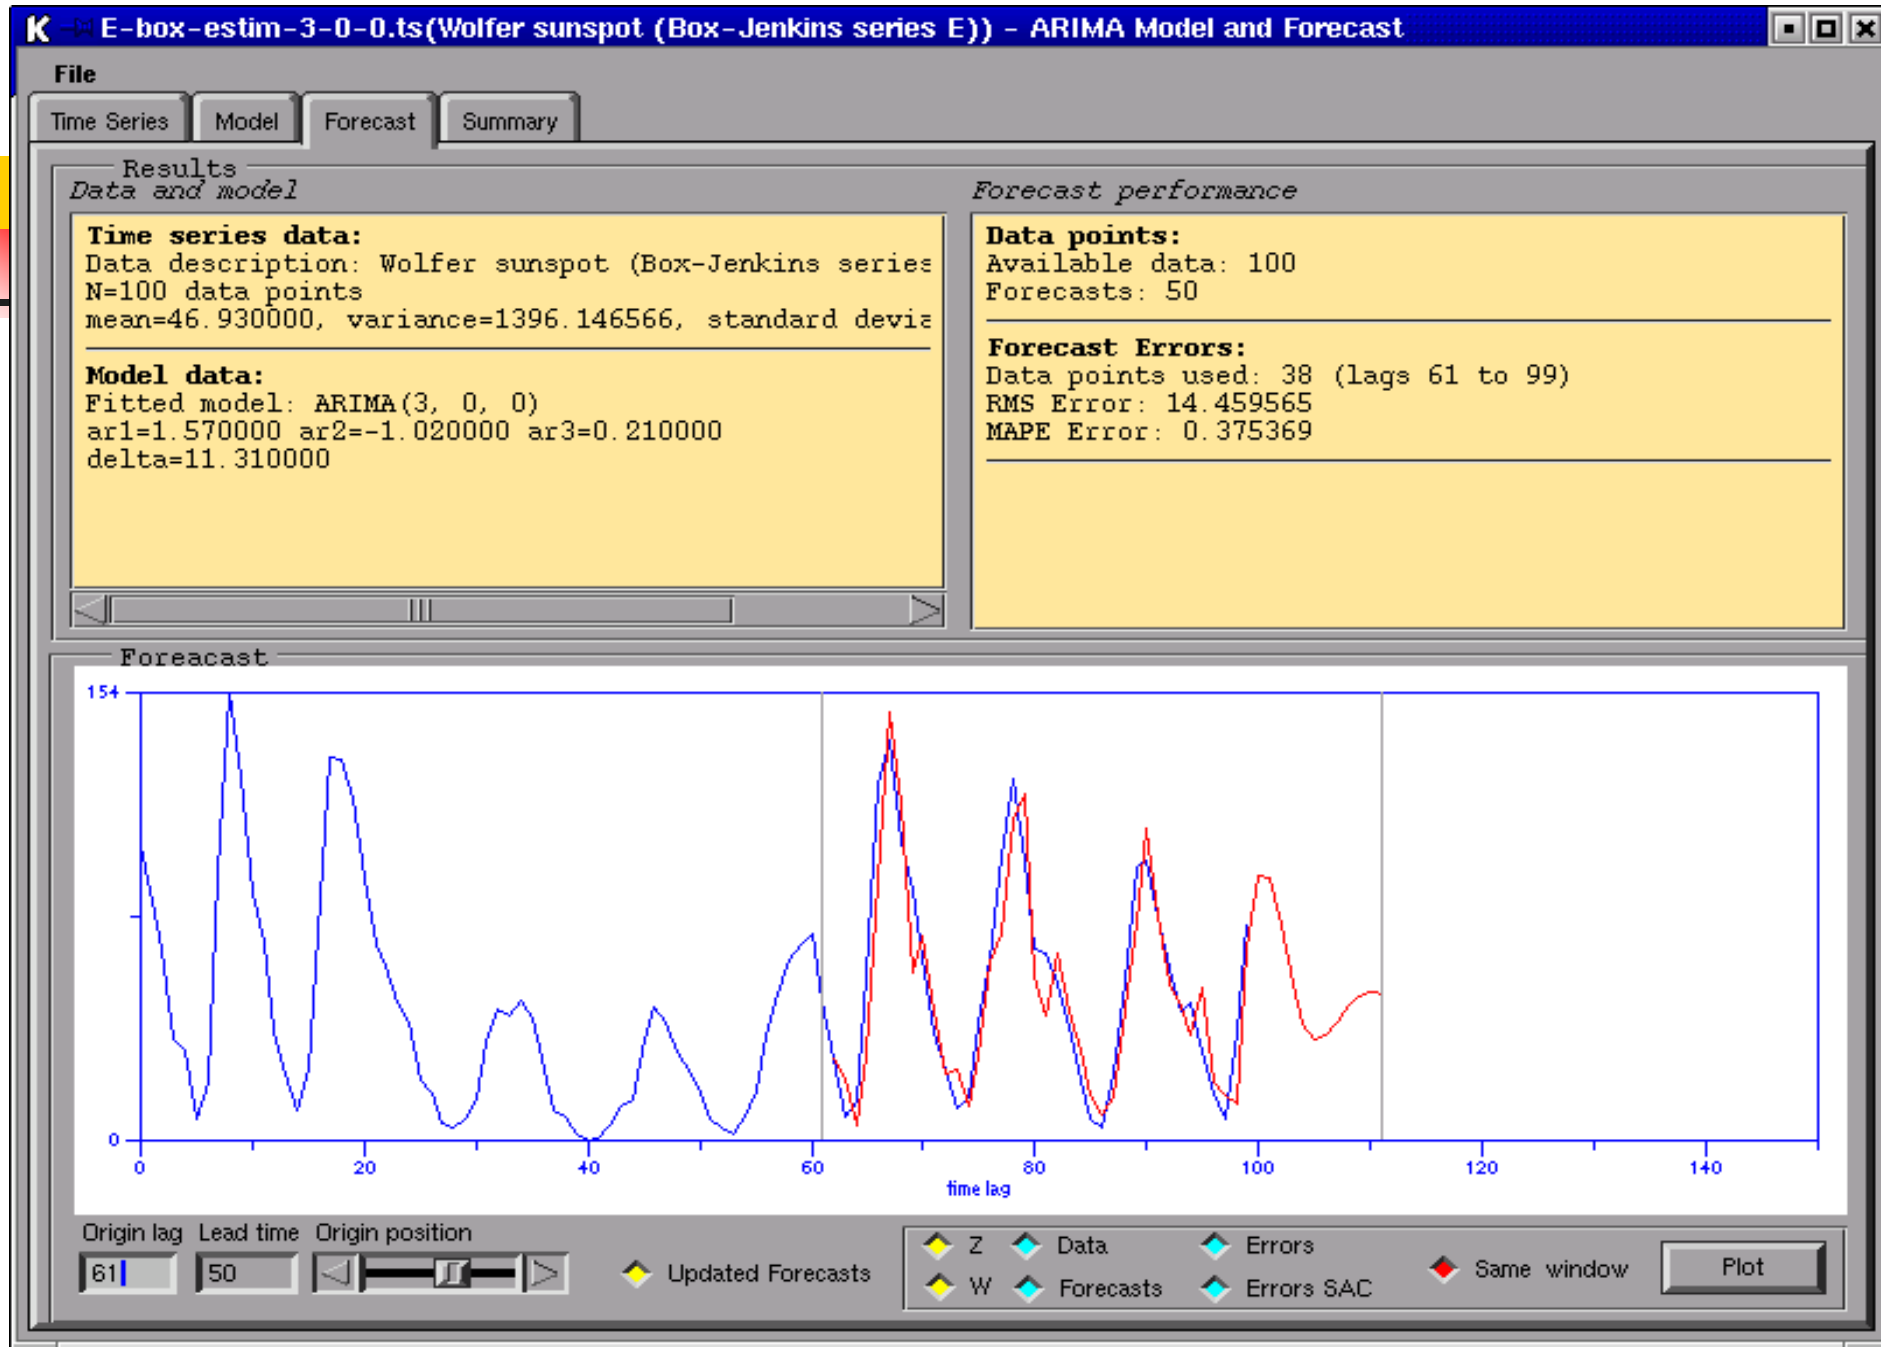 K E-box-estim-3-0-0.ts(Wolfer sunspot (Box-Jenkins series E)) - ARIMA Model and Forecast
File
Time Series Model Forecast Summary
Results
Data and model
Time series data:
Data description: Wolfer sunspot (Box-Jenkins series
N=100 data points
mean=46.930000, variance=1396.146566, standard devia
Model data:
Fitted model: ARIMA(3, 0, 0)
ar1=1.570000 ar2=-1.020000 ar3=0.210000
delta=11.310000
Forecast performance
Data points:
Available data: 100
Forecasts: 50
Forecast Errors:
Data points used: 38 (lags 61 to 99)
RMS Error: 14.459565
MAPE Error: 0.375369
Foreacast
154
0
0 20 40 60 80 100 120 140
time lag
Origin lag Lead time Origin position
61 50
Updated Forecasts
Z Data Errors
W Forecasts Errors SAC
Same window
Plot